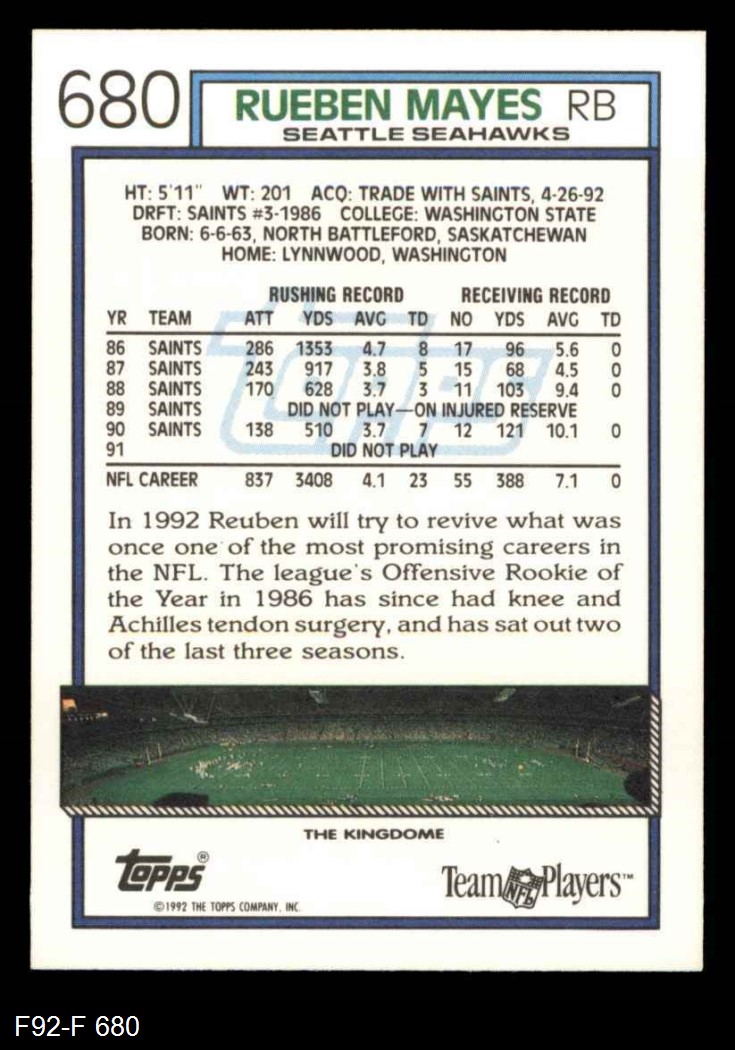 680
RUEBEN MAYES RB
SEATTLE SEAHAWKS
HT: 5'11" WT: 201 ACQ: TRADE WITH SAINTS, 4-26-92
DRFT: SAINTS #3-1986 COLLEGE: WASHINGTON STATE
BORN: 6-6-63, NORTH BATTLEFORD, SASKATCHEWAN
HOME: LYNNWOOD, WASHINGTON
RUSHING RECORD RECEIVING RECORD
YR TEAM ATT YDS AVG TD NO YDS AVG TD
86 SAINTS 286 1353 4.7 8 17 96 5.6 0
87 SAINTS 243 917 3.8 5 15 68 4.5 0
88 SAINTS 170 628 3.7 3 11 103 9.4 0
89 SAINTS DID NOT PLAY—ON INJURED RESERVE
90 SAINTS 138 510 3.7 7 12 121 10.1 0
91 DID NOT PLAY
NFL CAREER 837 3408 4.1 23 55 388 7.1 0
topps
In 1992 Reuben will try to revive what was
once one of the most promising careers in
the NFL. The league's Offensive Rookie of
the Year in 1986 has since had knee and
Achilles tendon surgery, and has sat out two
of the last three seasons.
THE KINGDOME
topps®
©1992 THE TOPPS COMPANY, INC.
Team NFL Players™
F92-F 680